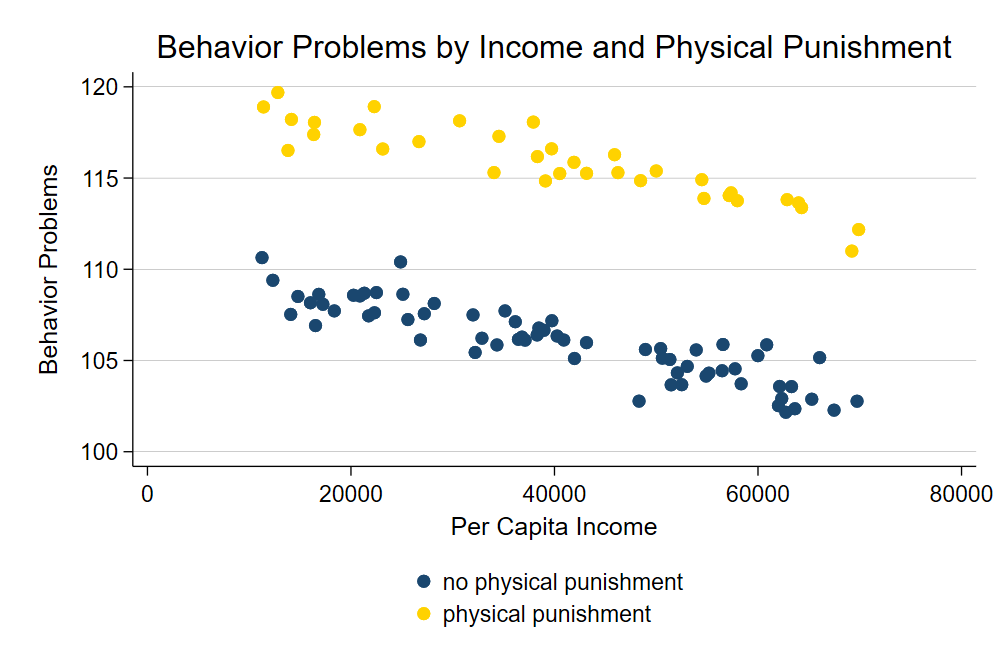 Behavior Problems by Income and Physical Punishment
120
115
110
105
100
Behavior Problems
0 20000 40000 60000 80000
Per Capita Income
no physical punishment
physical punishment